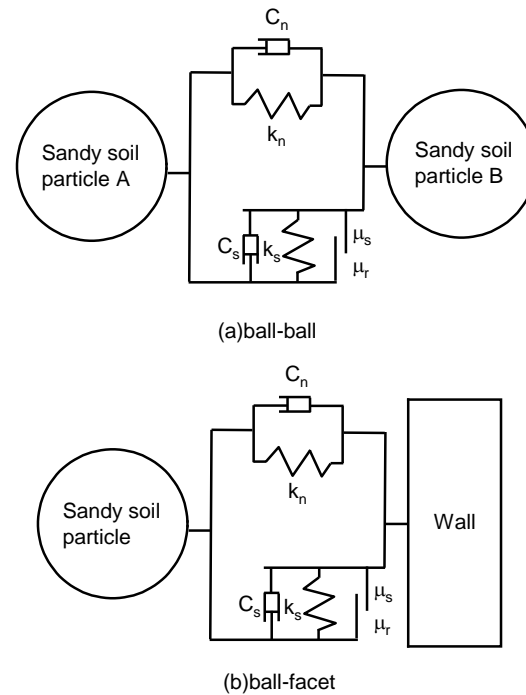 C_n
k_n
Sandy soil
particle A
Sandy soil
particle B
C_s
k_s
μ_s
μ_r
(a)ball-ball
C_n
k_n
Sandy soil
particle
Wall
C_s
k_s
μ_s
μ_r
(b)ball-facet